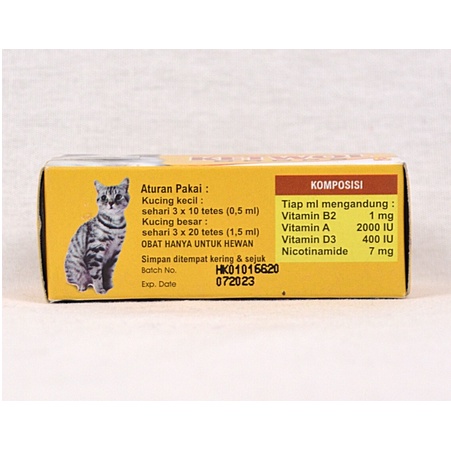 Aturan Pakai :
Kucing kecil :
sehari 3 x 10 tetes (0,5 ml)
Kucing besar :
sehari 3 x 20 tetes (1,5 ml)
OBAT HANYA UNTUK HEWAN
Simpan ditempat kering & sejuk
Batch No. HK01016620
Exp. Date 072023
KOMPOSISI
Tiap ml mengandung :
Vitamin B2 1 mg
Vitamin A 2000 IU
Vitamin D3 400 IU
Nicotinamide 7 mg